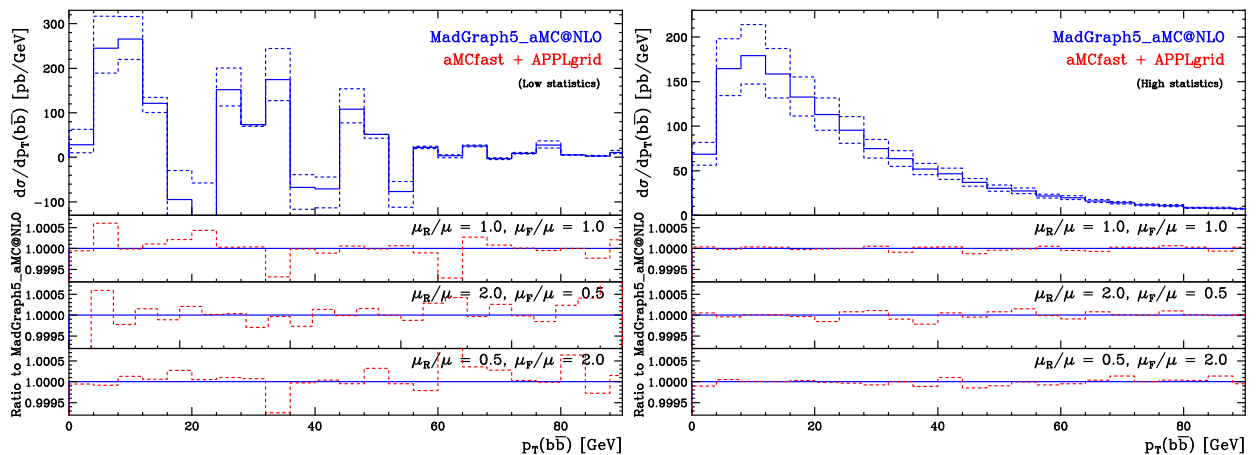 300
200
100
0
-100
dσ/dp_T(bb̅) [pb/GeV]
MadGraph5_aMC@NLO
aMCfast + APPLgrid
(Low statistics)
Ratio to MadGraph5_aMC@NLO
1.0005
1.0000
0.9995
μ_R/μ = 1.0, μ_F/μ = 1.0
1.0005
1.0000
0.9995
μ_R/μ = 2.0, μ_F/μ = 0.5
1.0005
1.0000
0.9995
μ_R/μ = 0.5, μ_F/μ = 2.0
0 20 40 60 80
p_T(bb̅) [GeV]
200
150
100
50
0
dσ/dp_T(bb̅) [pb/GeV]
MadGraph5_aMC@NLO
aMCfast + APPLgrid
(High statistics)
Ratio to MadGraph5_aMC@NLO
1.0005
1.0000
0.9995
μ_R/μ = 1.0, μ_F/μ = 1.0
1.0005
1.0000
0.9995
μ_R/μ = 2.0, μ_F/μ = 0.5
1.0005
1.0000
0.9995
μ_R/μ = 0.5, μ_F/μ = 2.0
0 20 40 60 80
p_T(bb̅) [GeV]